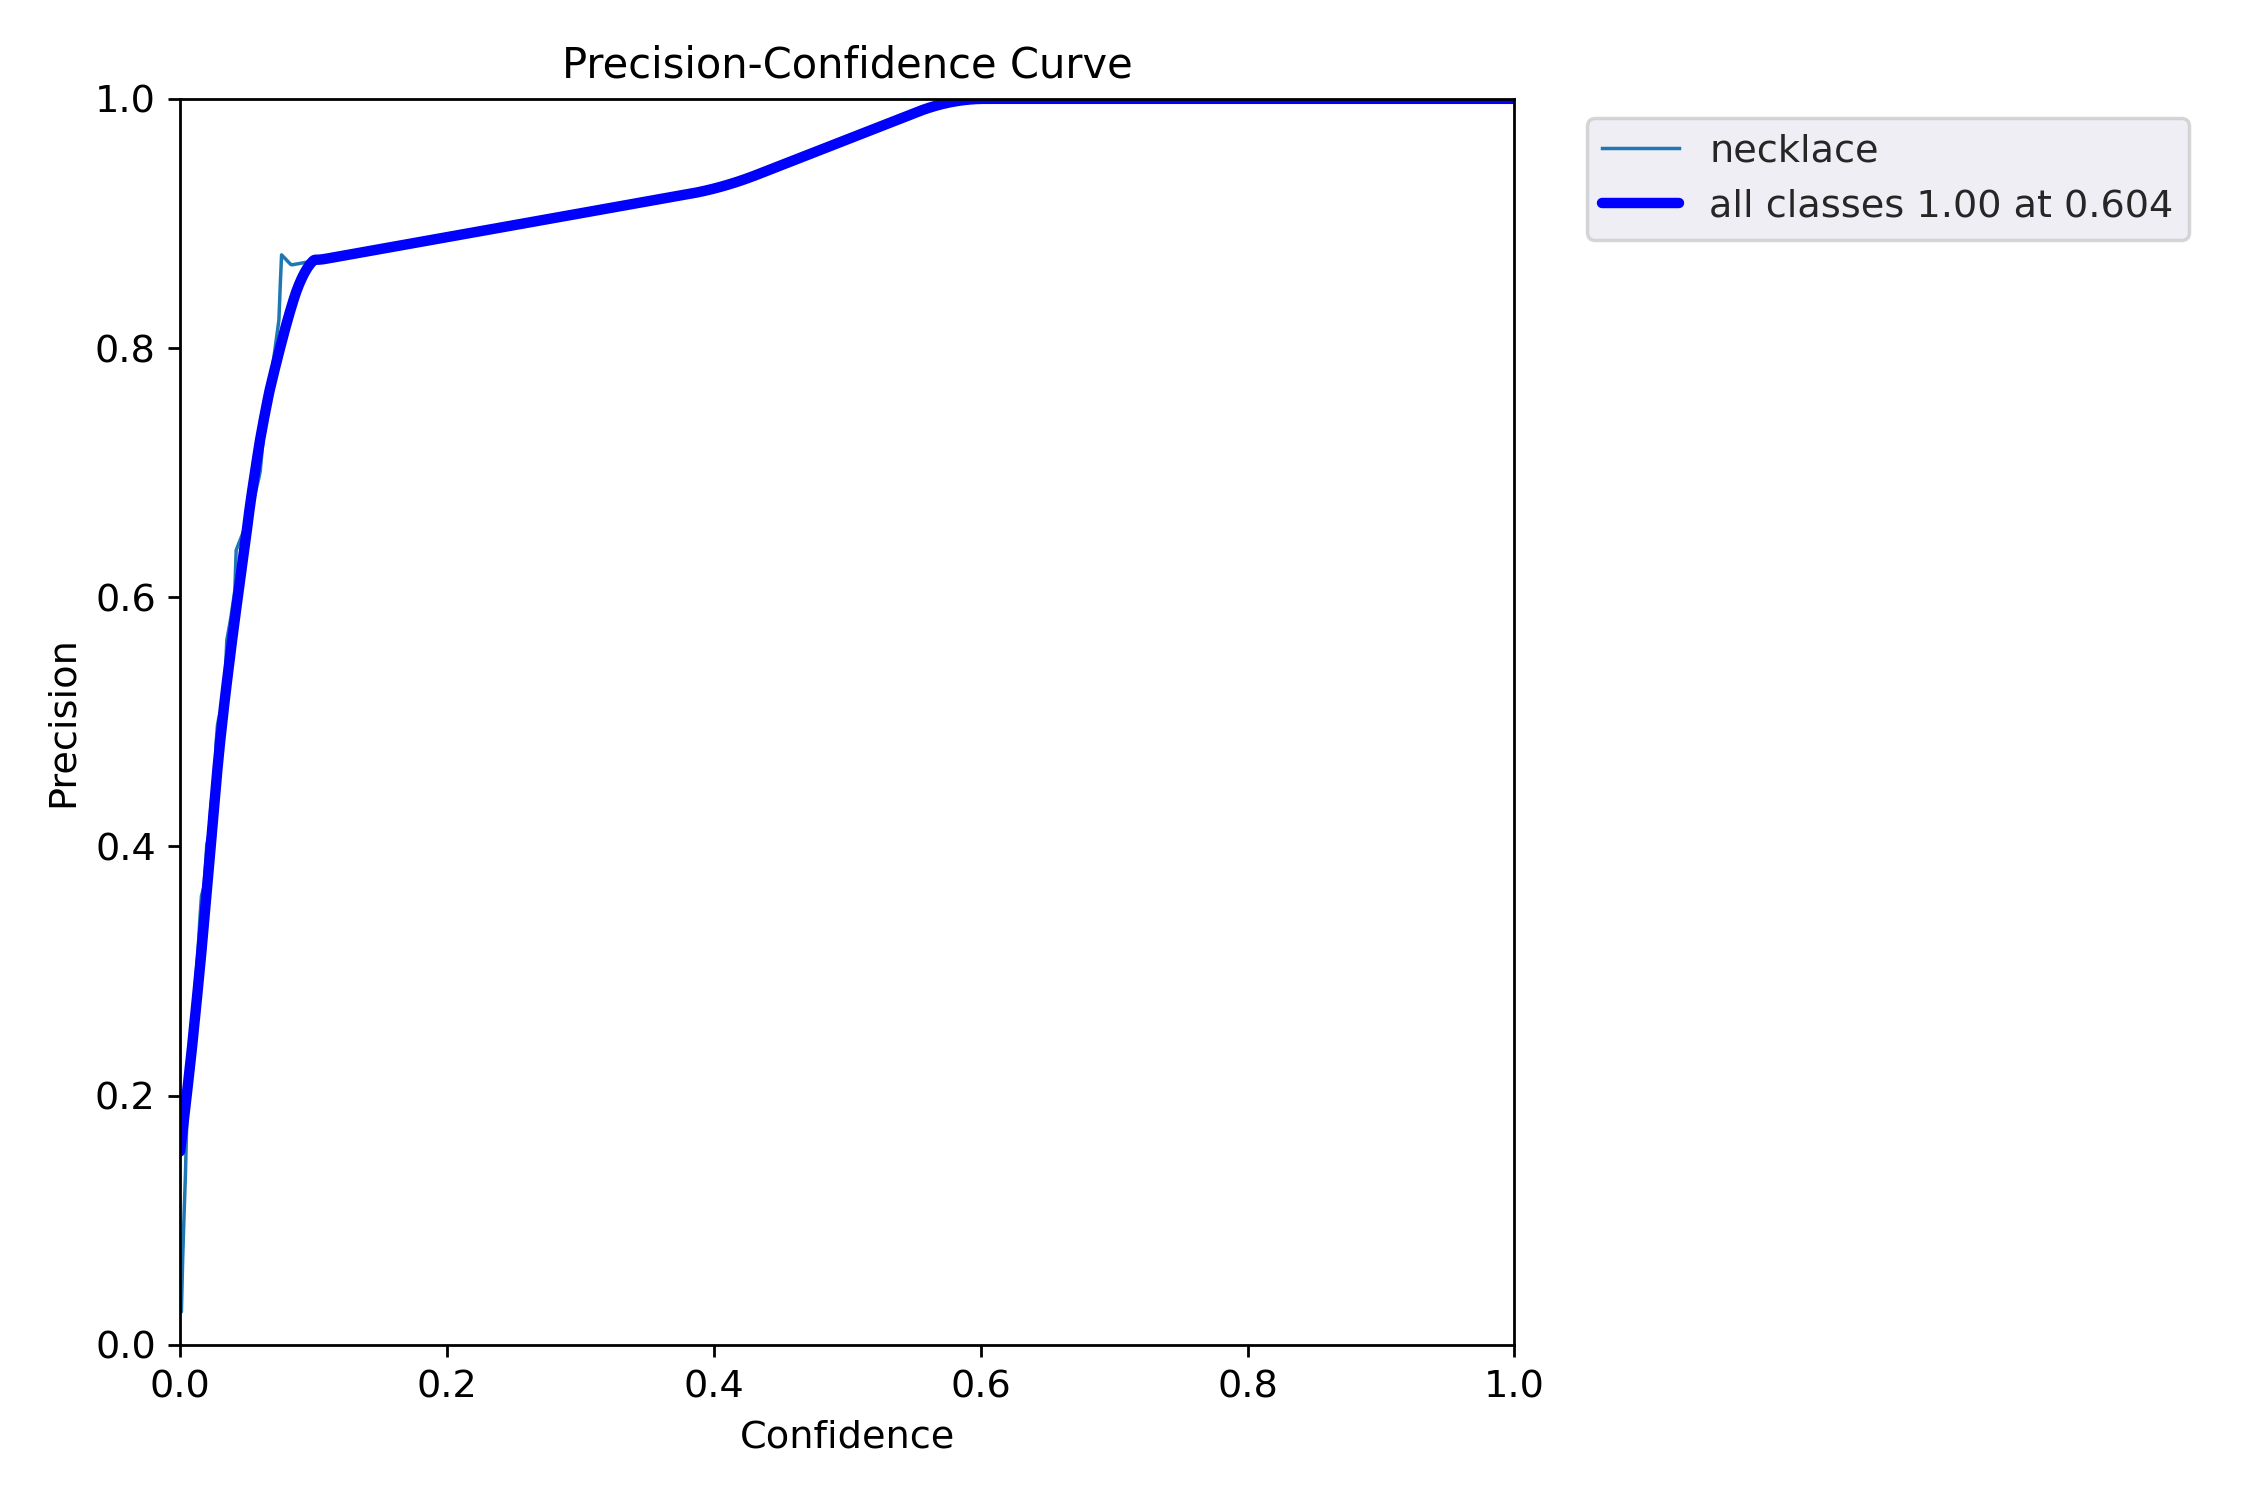 Precision-Confidence Curve
1.0
0.8
0.6
0.4
0.2
0.0
Precision
0.0 0.2 0.4 0.6 0.8 1.0
Confidence
necklace
all classes 1.00 at 0.604